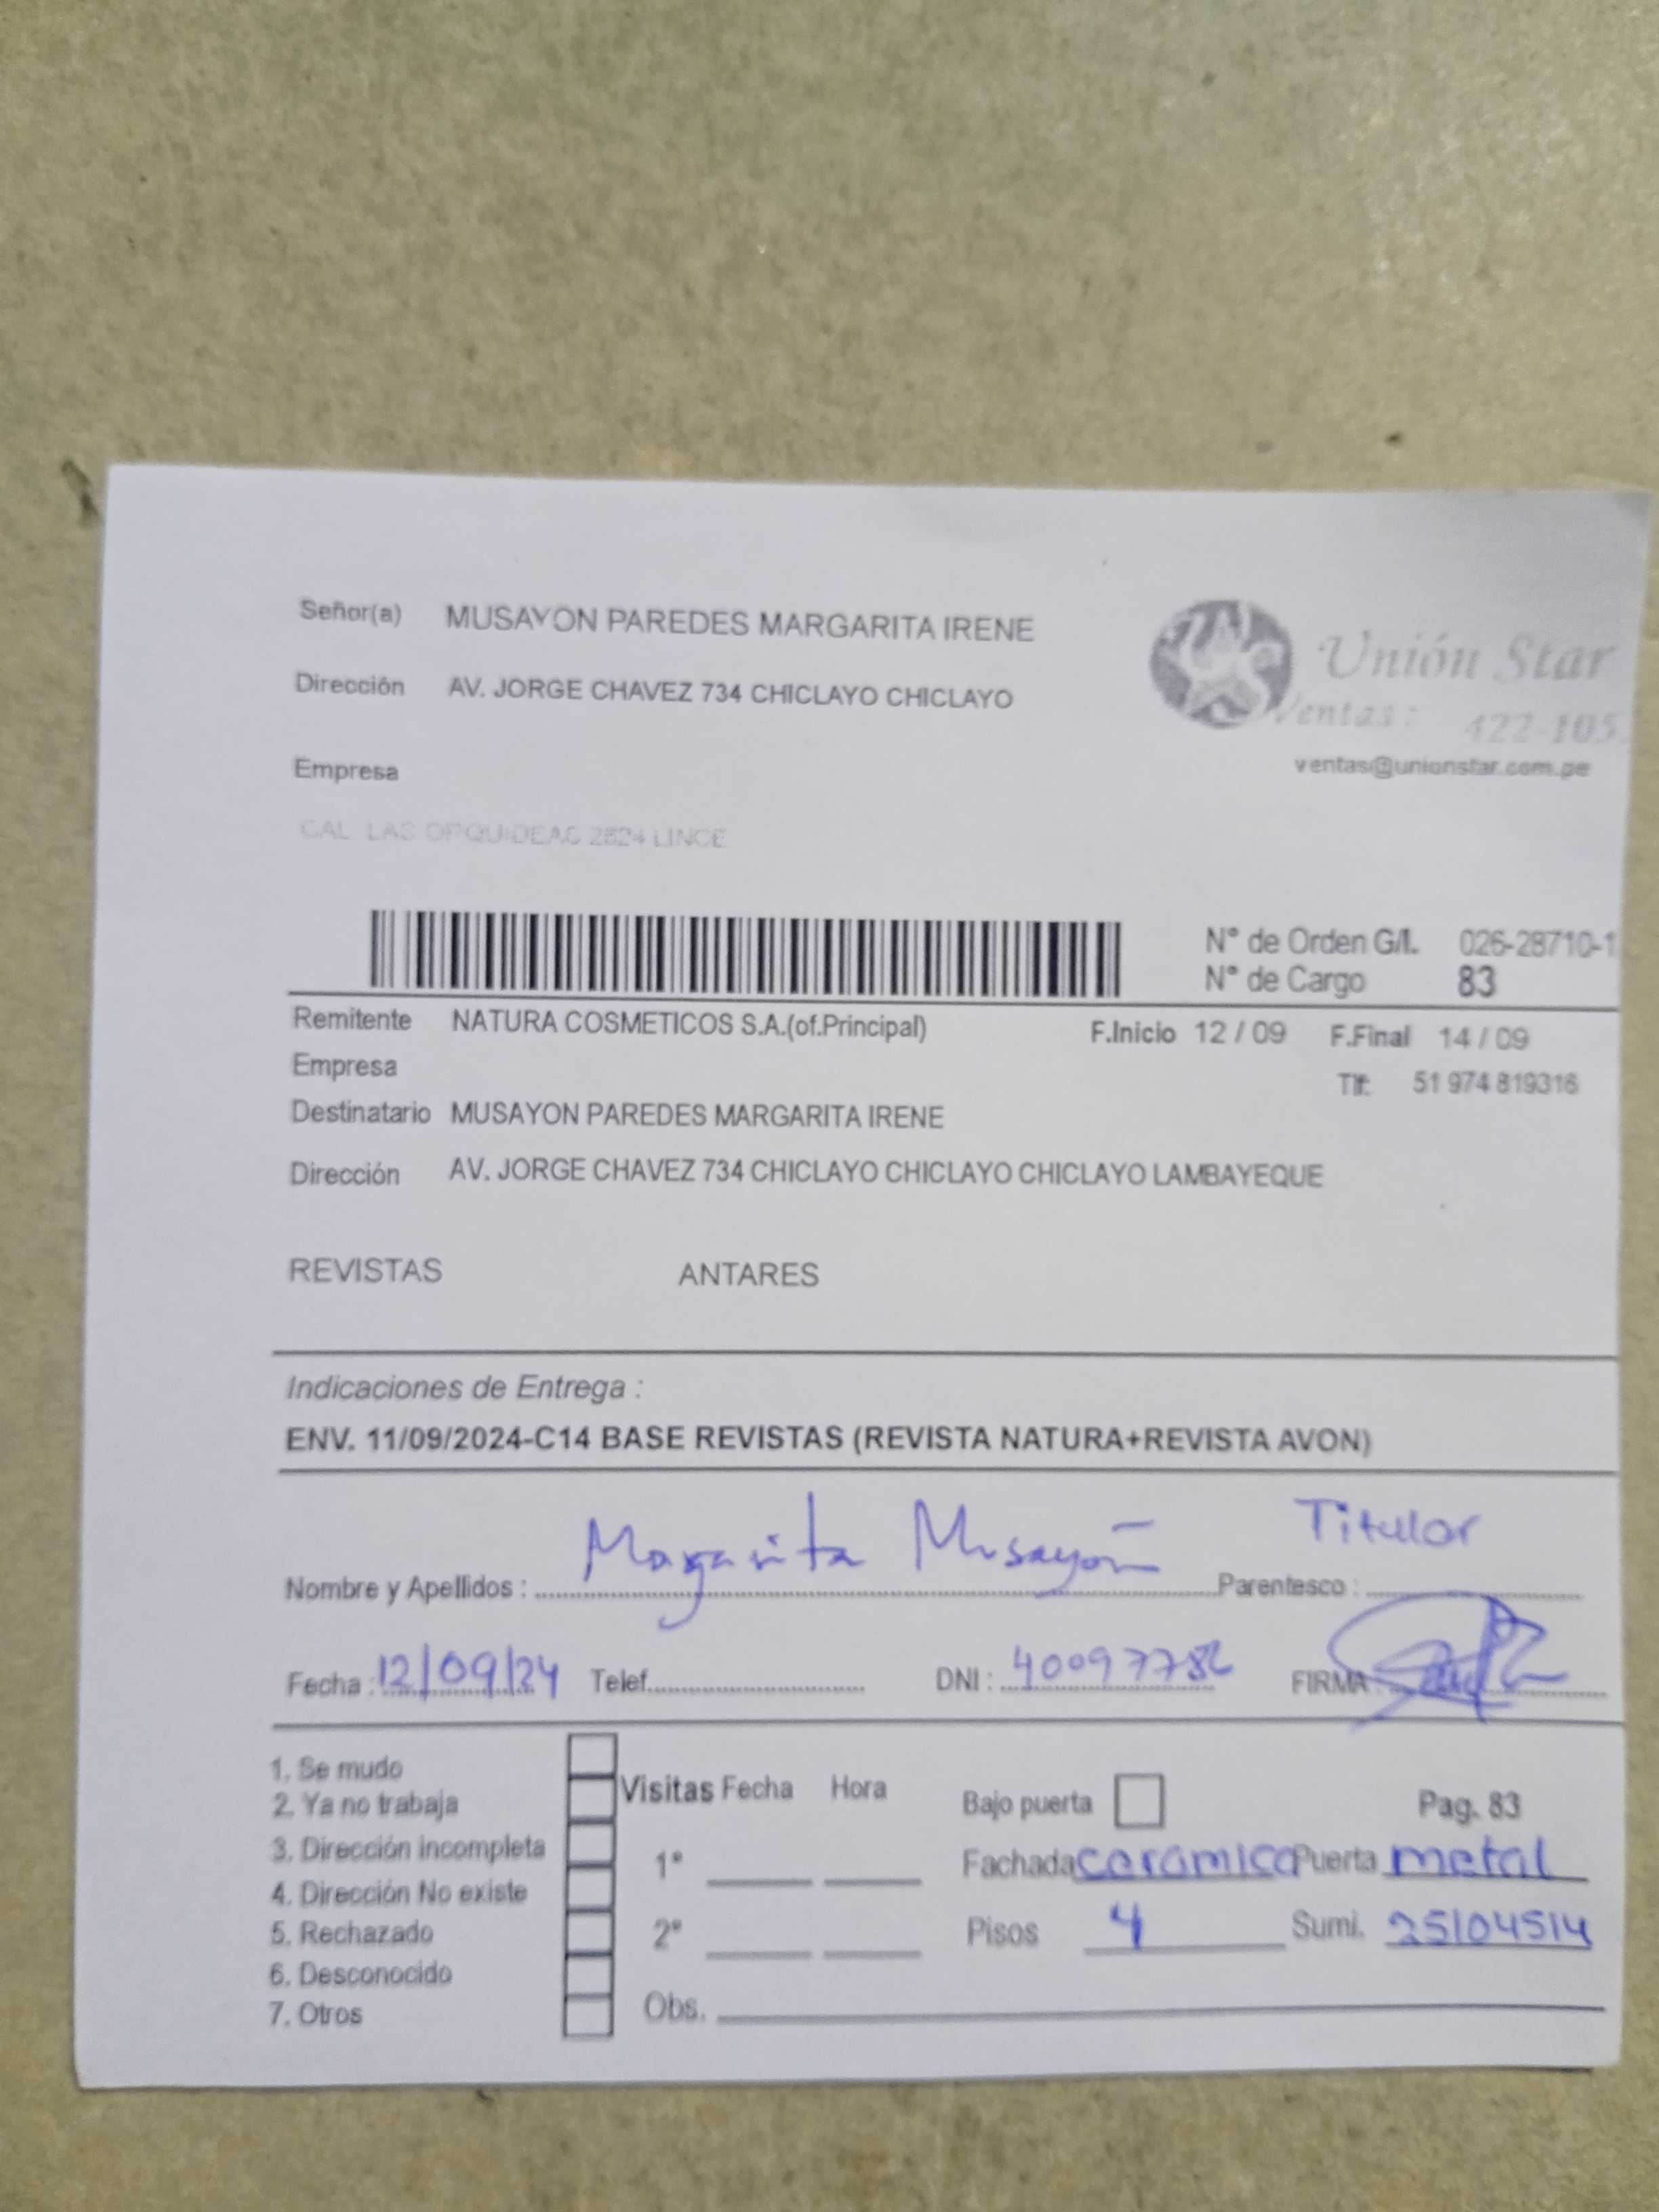 Señor(a) MUSAYON PAREDES MARGARITA IRENE
Unión Star
Dirección AV. JORGE CHAVEZ 734 CHICLAYO CHICLAYO
Ventas: 422-105
Empresa
ventas@unionstar.com.pe
CAL LAS ORQUIDEAS 2624 LINCE
N° de Orden G/I. 026-28710-1
N° de Cargo 83
Remitente NATURA COSMETICOS S.A.(of.Principal) F.Inicio 12 / 09 F.Final 14 / 09
Empresa
Tlf: 51 974 819316
Destinatario MUSAYON PAREDES MARGARITA IRENE
Dirección AV. JORGE CHAVEZ 734 CHICLAYO CHICLAYO CHICLAYO LAMBAYEQUE
REVISTAS ANTARES
Indicaciones de Entrega :
ENV. 11/09/2024-C14 BASE REVISTAS (REVISTA NATURA+REVISTA AVON)
Nombre y Apellidos : Margarita Musayon Parentesco : Titular
Fecha : 12/09/24 Telef. DNI : 40097782 FIRMA :
1. Se mudo
2. Ya no trabaja
3. Dirección incompleta
4. Dirección No existe
5. Rechazado
6. Desconocido
7. Otros
Visitas Fecha Hora
1°
2°
Obs.
Bajo puerta Pag. 83
Fachada ceramica Puerta metal
Pisos 4 Sumi. 25104514